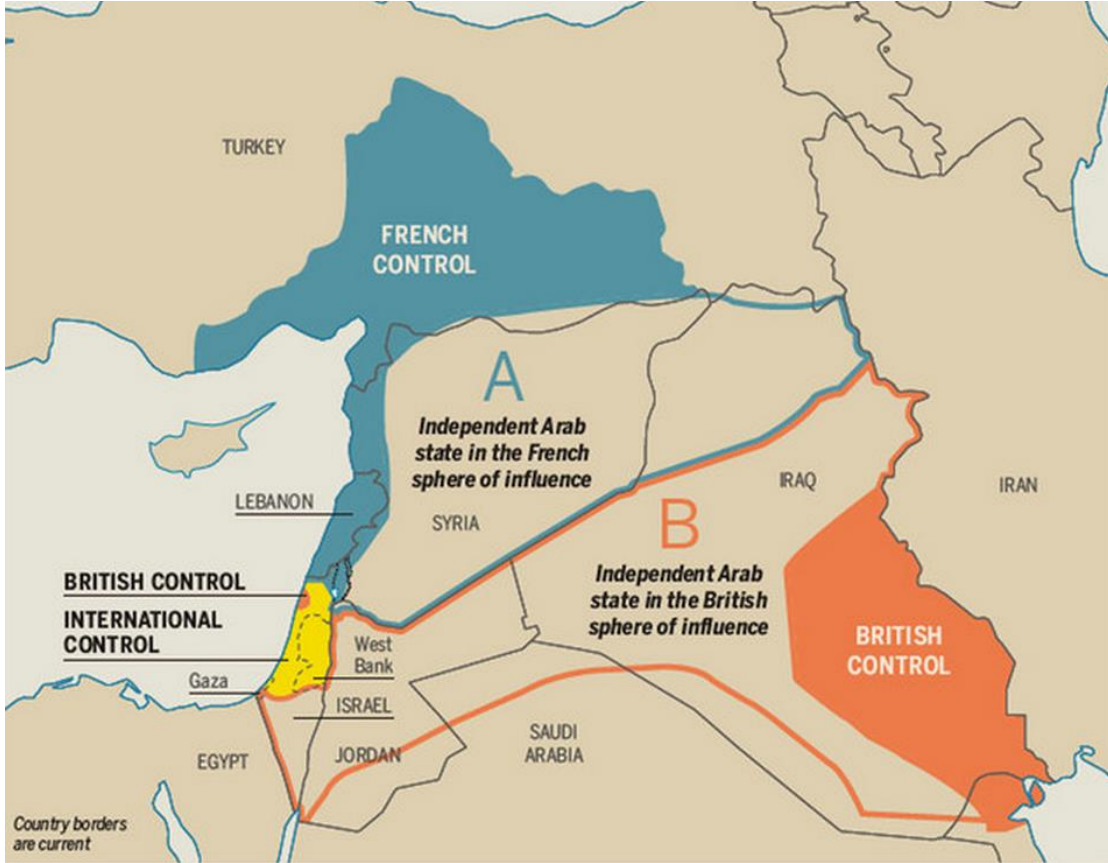 TURKEY
FRENCH
CONTROL
A
Independent Arab
state in the French
sphere of influence
LEBANON
SYRIA
IRAQ
IRAN
B
Independent Arab
state in the British
sphere of influence
BRITISH CONTROL
INTERNATIONAL
CONTROL
BRITISH
CONTROL
West
Bank
Gaza
ISRAEL
EGYPT
JORDAN
SAUDI
ARABIA
Country borders
are current